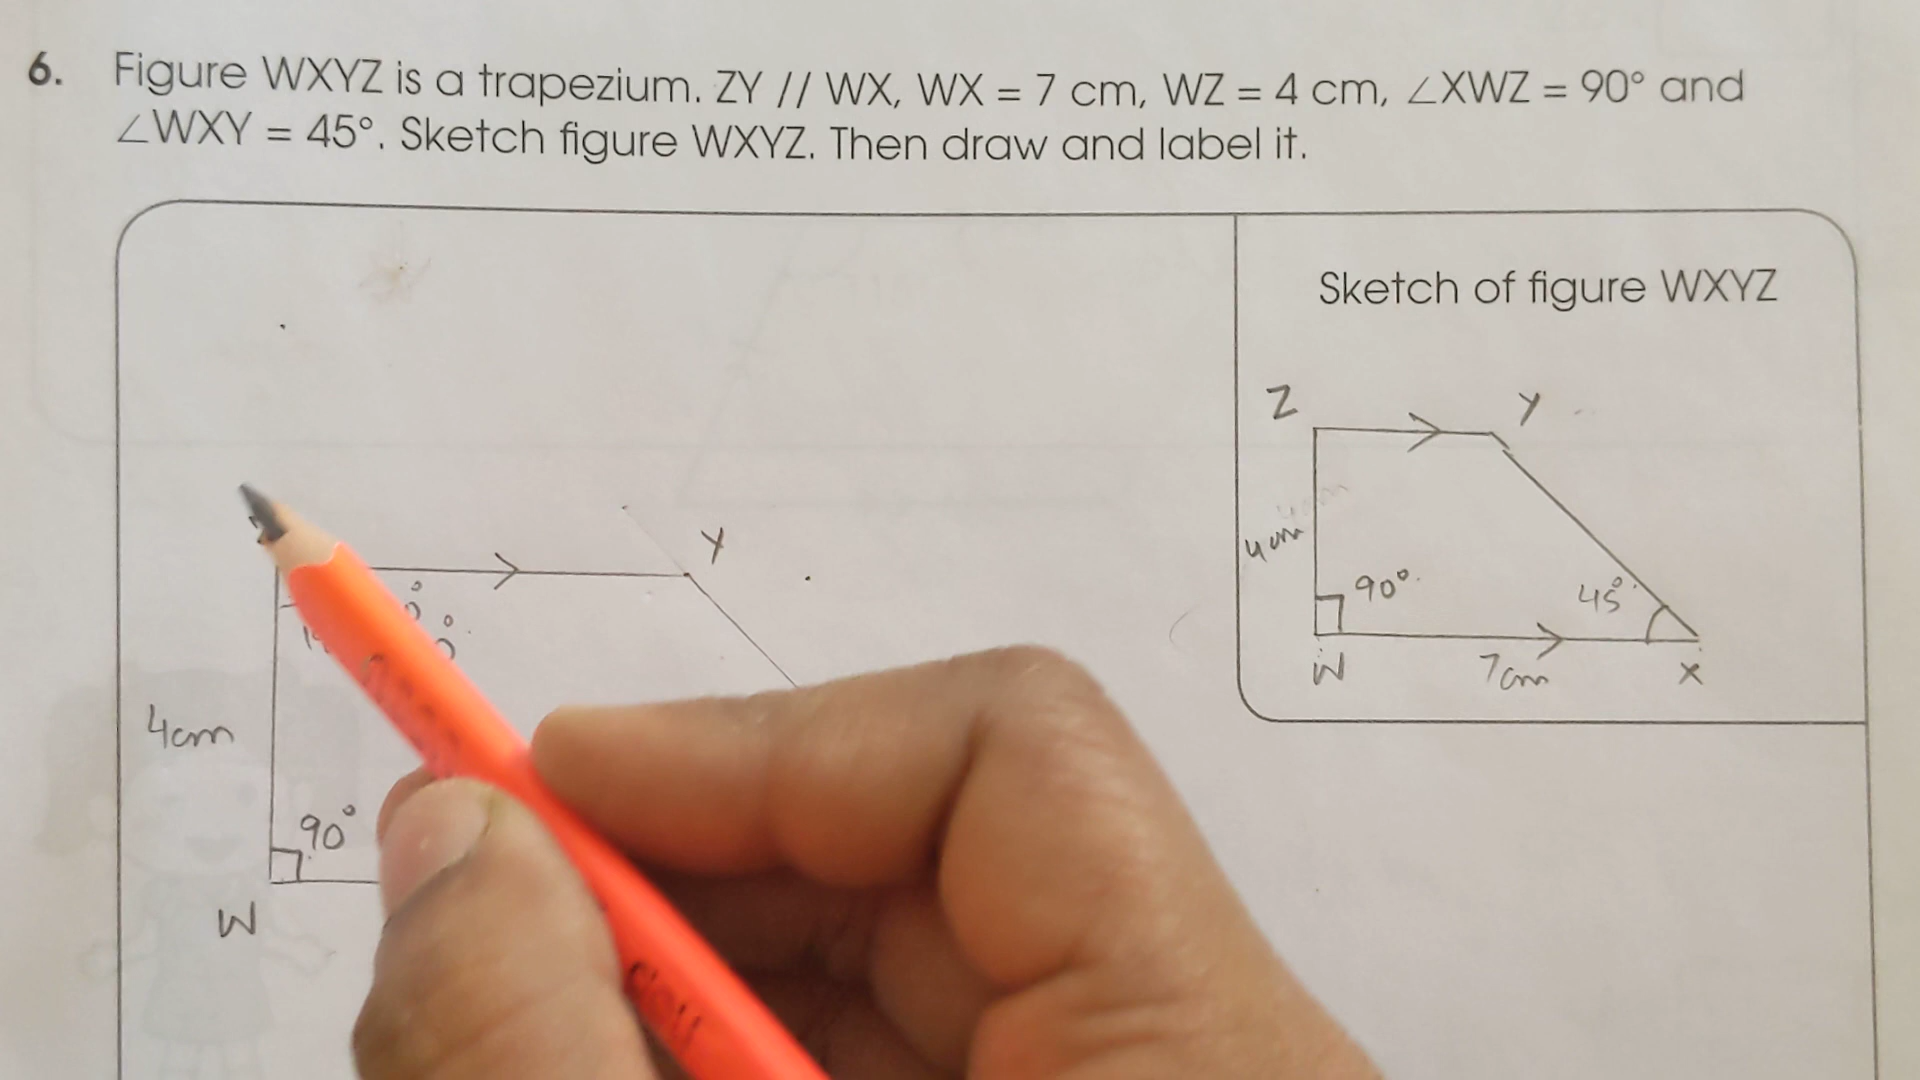 6. Figure WXYZ is a trapezium. ZY // WX, WX = 7 cm, WZ = 4 cm, ∠XWZ = 90° and
∠WXY = 45°. Sketch figure WXYZ. Then draw and label it.
Sketch of figure WXYZ
Z Y
4cm
90°
45°
W 7cm X
Y
4cm
90°
W